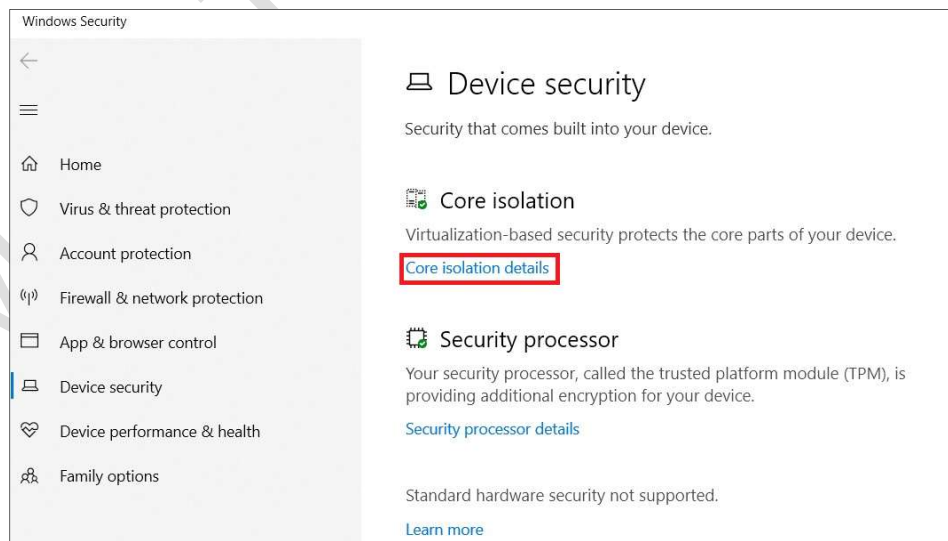 Windows Security
Home
Virus & threat protection
Account protection
Firewall & network protection
App & browser control
Device security
Device performance & health
Family options
Device security
Security that comes built into your device.
Core isolation
Virtualization-based security protects the core parts of your device.
Core isolation details
Security processor
Your security processor, called the trusted platform module (TPM), is
providing additional encryption for your device.
Security processor details
Standard hardware security not supported.
Learn more